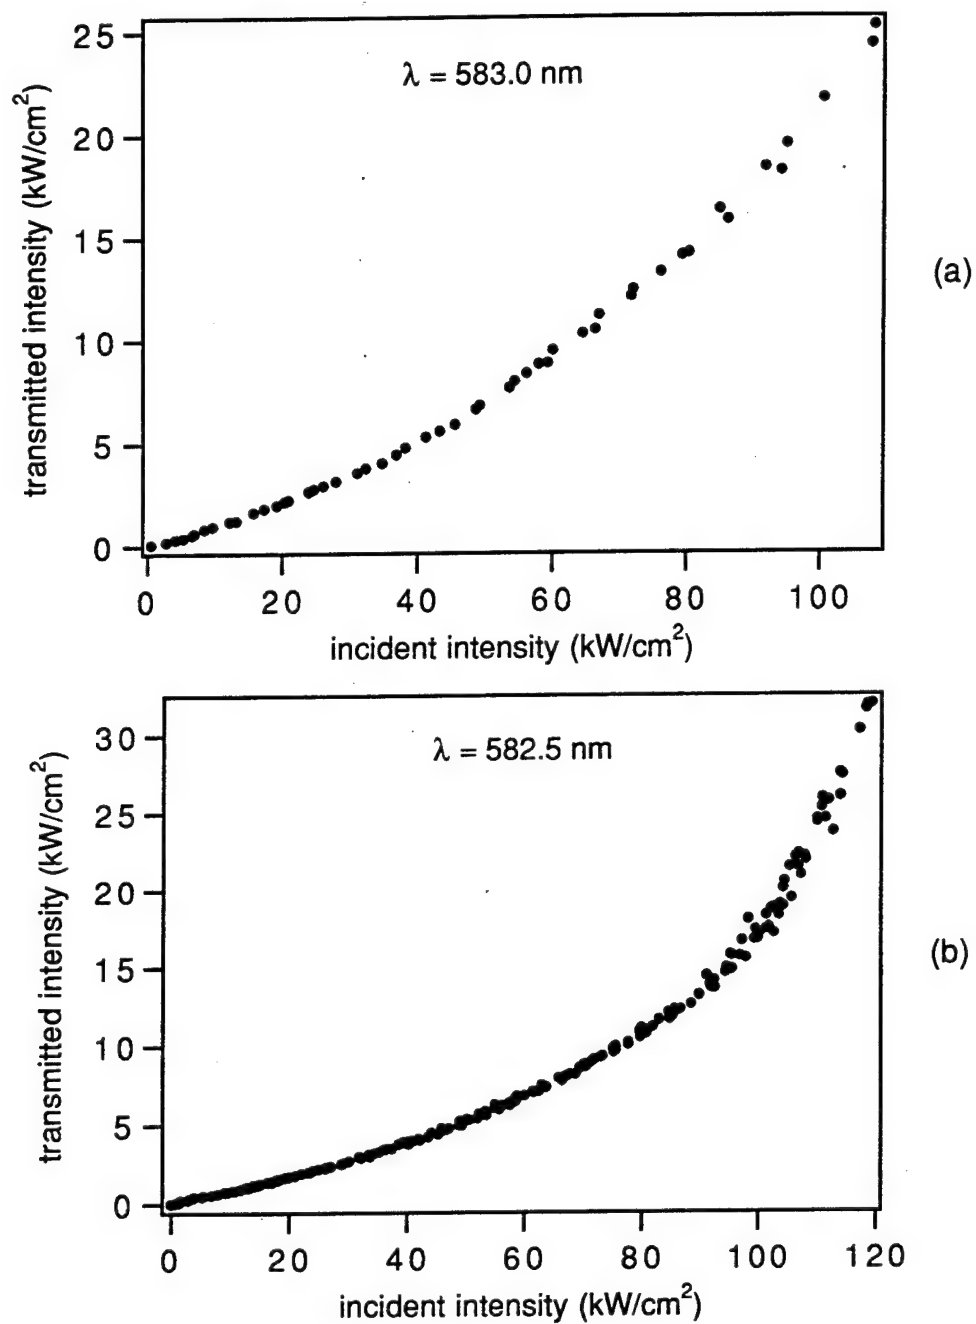 25
20
15
10
5
0
transmitted intensity (kW/cm²)
λ = 583.0 nm
(a)
0 20 40 60 80 100
incident intensity (kW/cm²)
30
25
20
15
10
5
0
transmitted intensity (kW/cm²)
λ = 582.5 nm
(b)
0 20 40 60 80 100 120
incident intensity (kW/cm²)